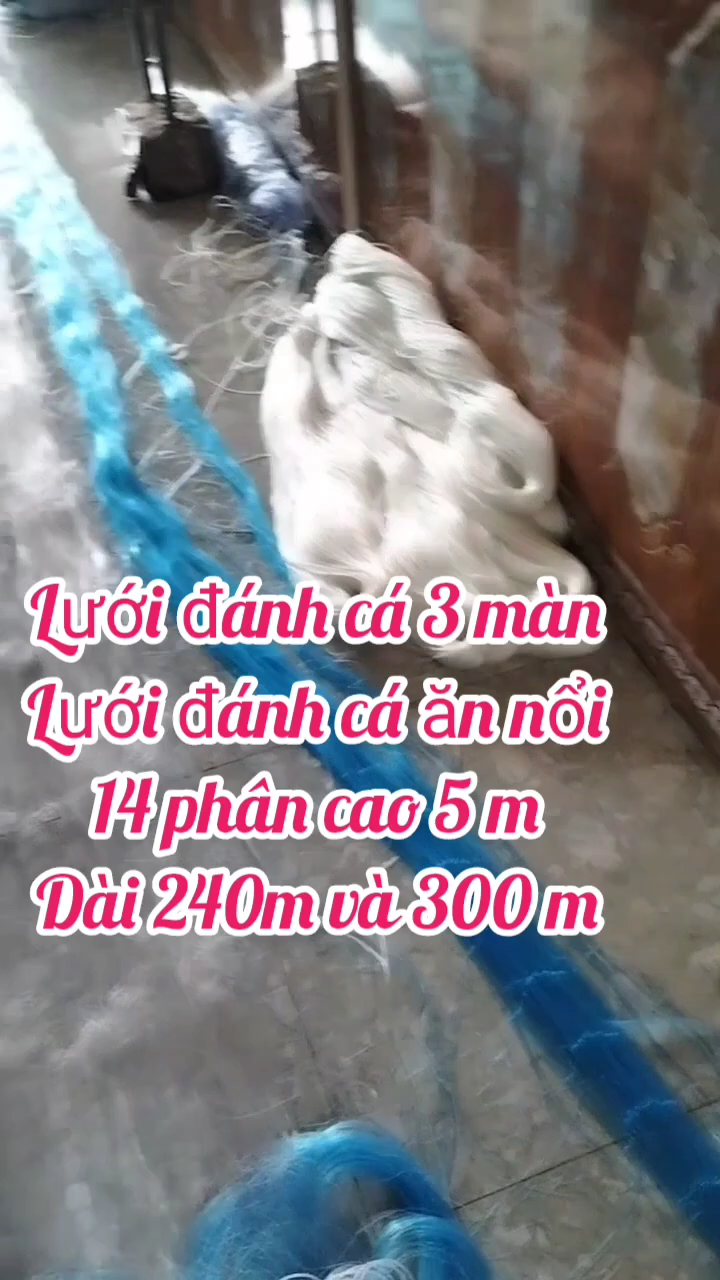 Lưới đánh cá 3 màn
Lưới đánh cá ăn nổi
14 phân cao 5 m
Dài 240m và 300 m